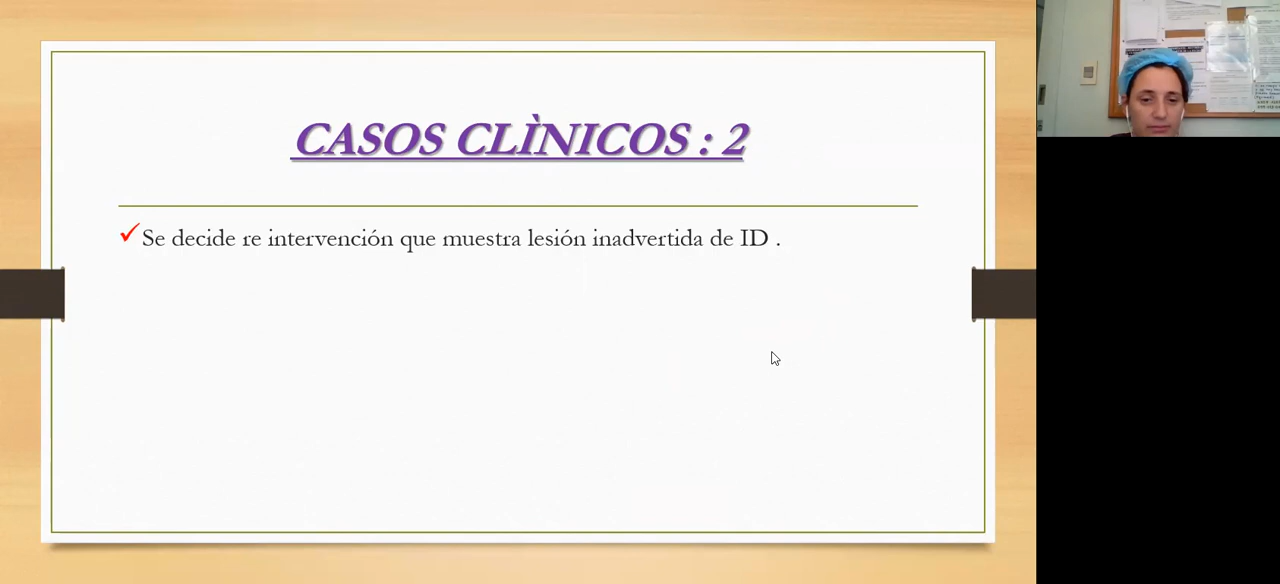 CASOS CLÌNICOS : 2
✓Se decide re intervención que muestra lesión inadvertida de ID .